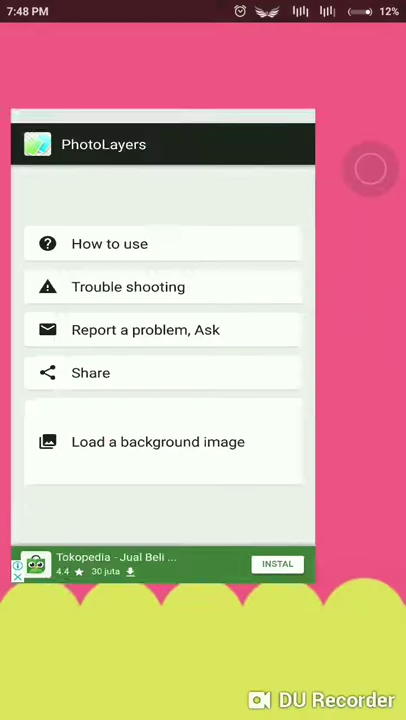 7:48 PM
12%
PhotoLayers
How to use
Trouble shooting
Report a problem, Ask
Share
Load a background image
Tokopedia - Jual Beli ...
4.4 ★ 30 juta
INSTAL
DU Recorder